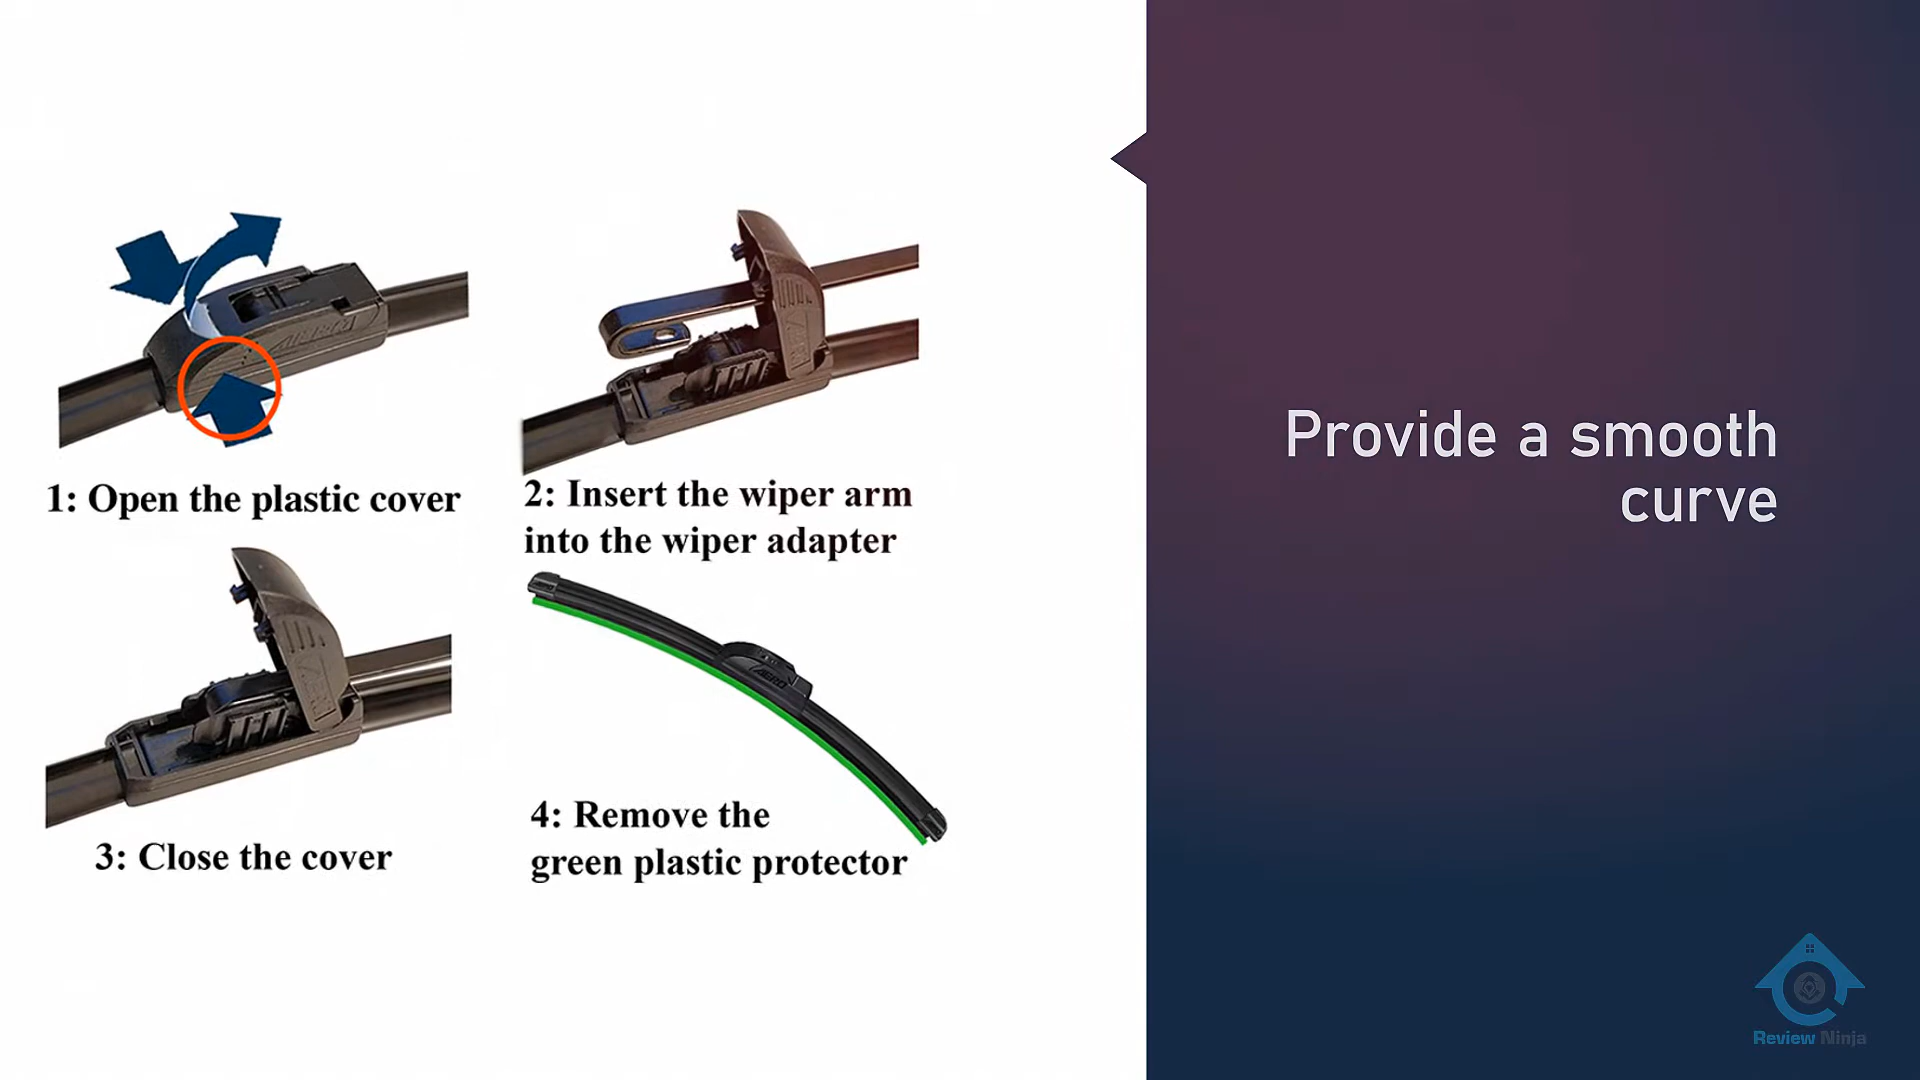 1: Open the plastic cover
2: Insert the wiper arm
into the wiper adapter
3: Close the cover
4: Remove the
green plastic protector
AERO
Provide a smooth
curve
Review Ninja